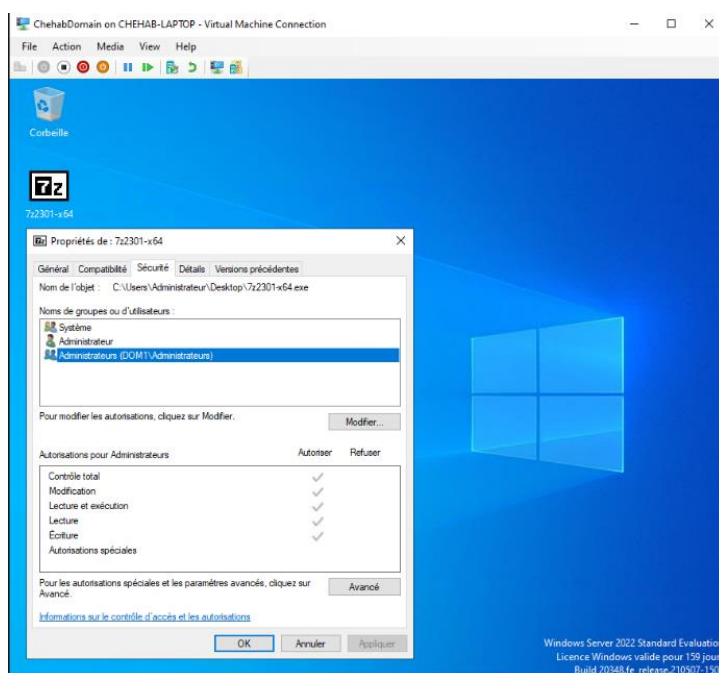 ChehabDomain on CHEHAB-LAPTOP - Virtual Machine Connection
File Action Media View Help
Corbeille
7z
7z2301-x64
Propriétés de : 7z2301-x64
Général Compatibilité Sécurité Détails Versions précédentes
Nom de l'objet : C:\Users\Administrateur\Desktop\7z2301-x64.exe
Noms de groupes ou d'utilisateurs :
Système
Administrateur
Administrateurs (DOM1\Administrateurs)
Pour modifier les autorisations, cliquez sur Modifier.
Modifier...
Autorisations pour Administrateurs Autoriser Refuser
Contrôle total
Modification
Lecture et exécution
Lecture
Écriture
Autorisations spéciales
Pour les autorisations spéciales et les paramètres avancés, cliquez sur
Avancé.
Avancé
Informations sur le contrôle d'accès et les autorisations
OK Annuler Appliquer
Windows Server 2022 Standard Evaluatio
Licence Windows valide pour 159 jour
Build 20348.fe_release.210507-150